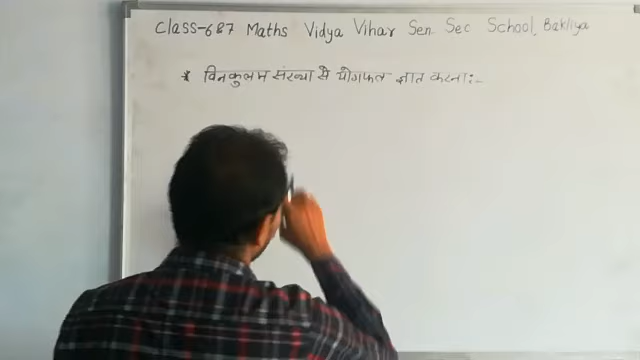 Class-6&7 Maths Vidya Vihar Sen. Sec School, Bakliya
* विनकुलम संख्या से योगफल ज्ञात करना:-